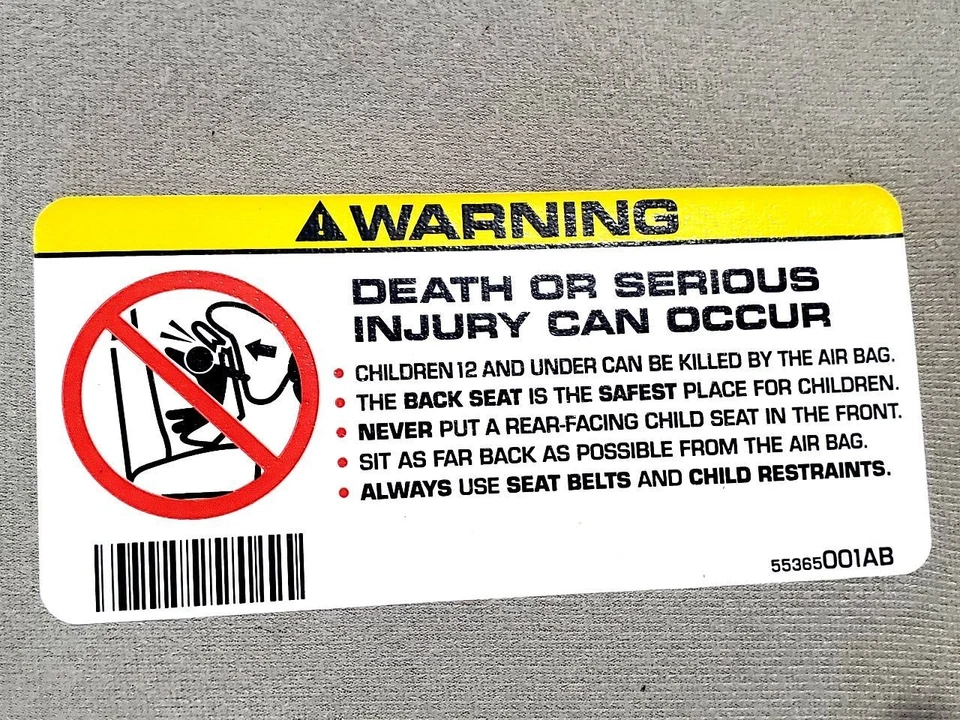 WARNING
DEATH OR SERIOUS
INJURY CAN OCCUR
• CHILDREN 12 AND UNDER CAN BE KILLED BY THE AIR BAG.
• THE BACK SEAT IS THE SAFEST PLACE FOR CHILDREN.
• NEVER PUT A REAR-FACING CHILD SEAT IN THE FRONT.
• SIT AS FAR BACK AS POSSIBLE FROM THE AIR BAG.
• ALWAYS USE SEAT BELTS AND CHILD RESTRAINTS.
55365001AB